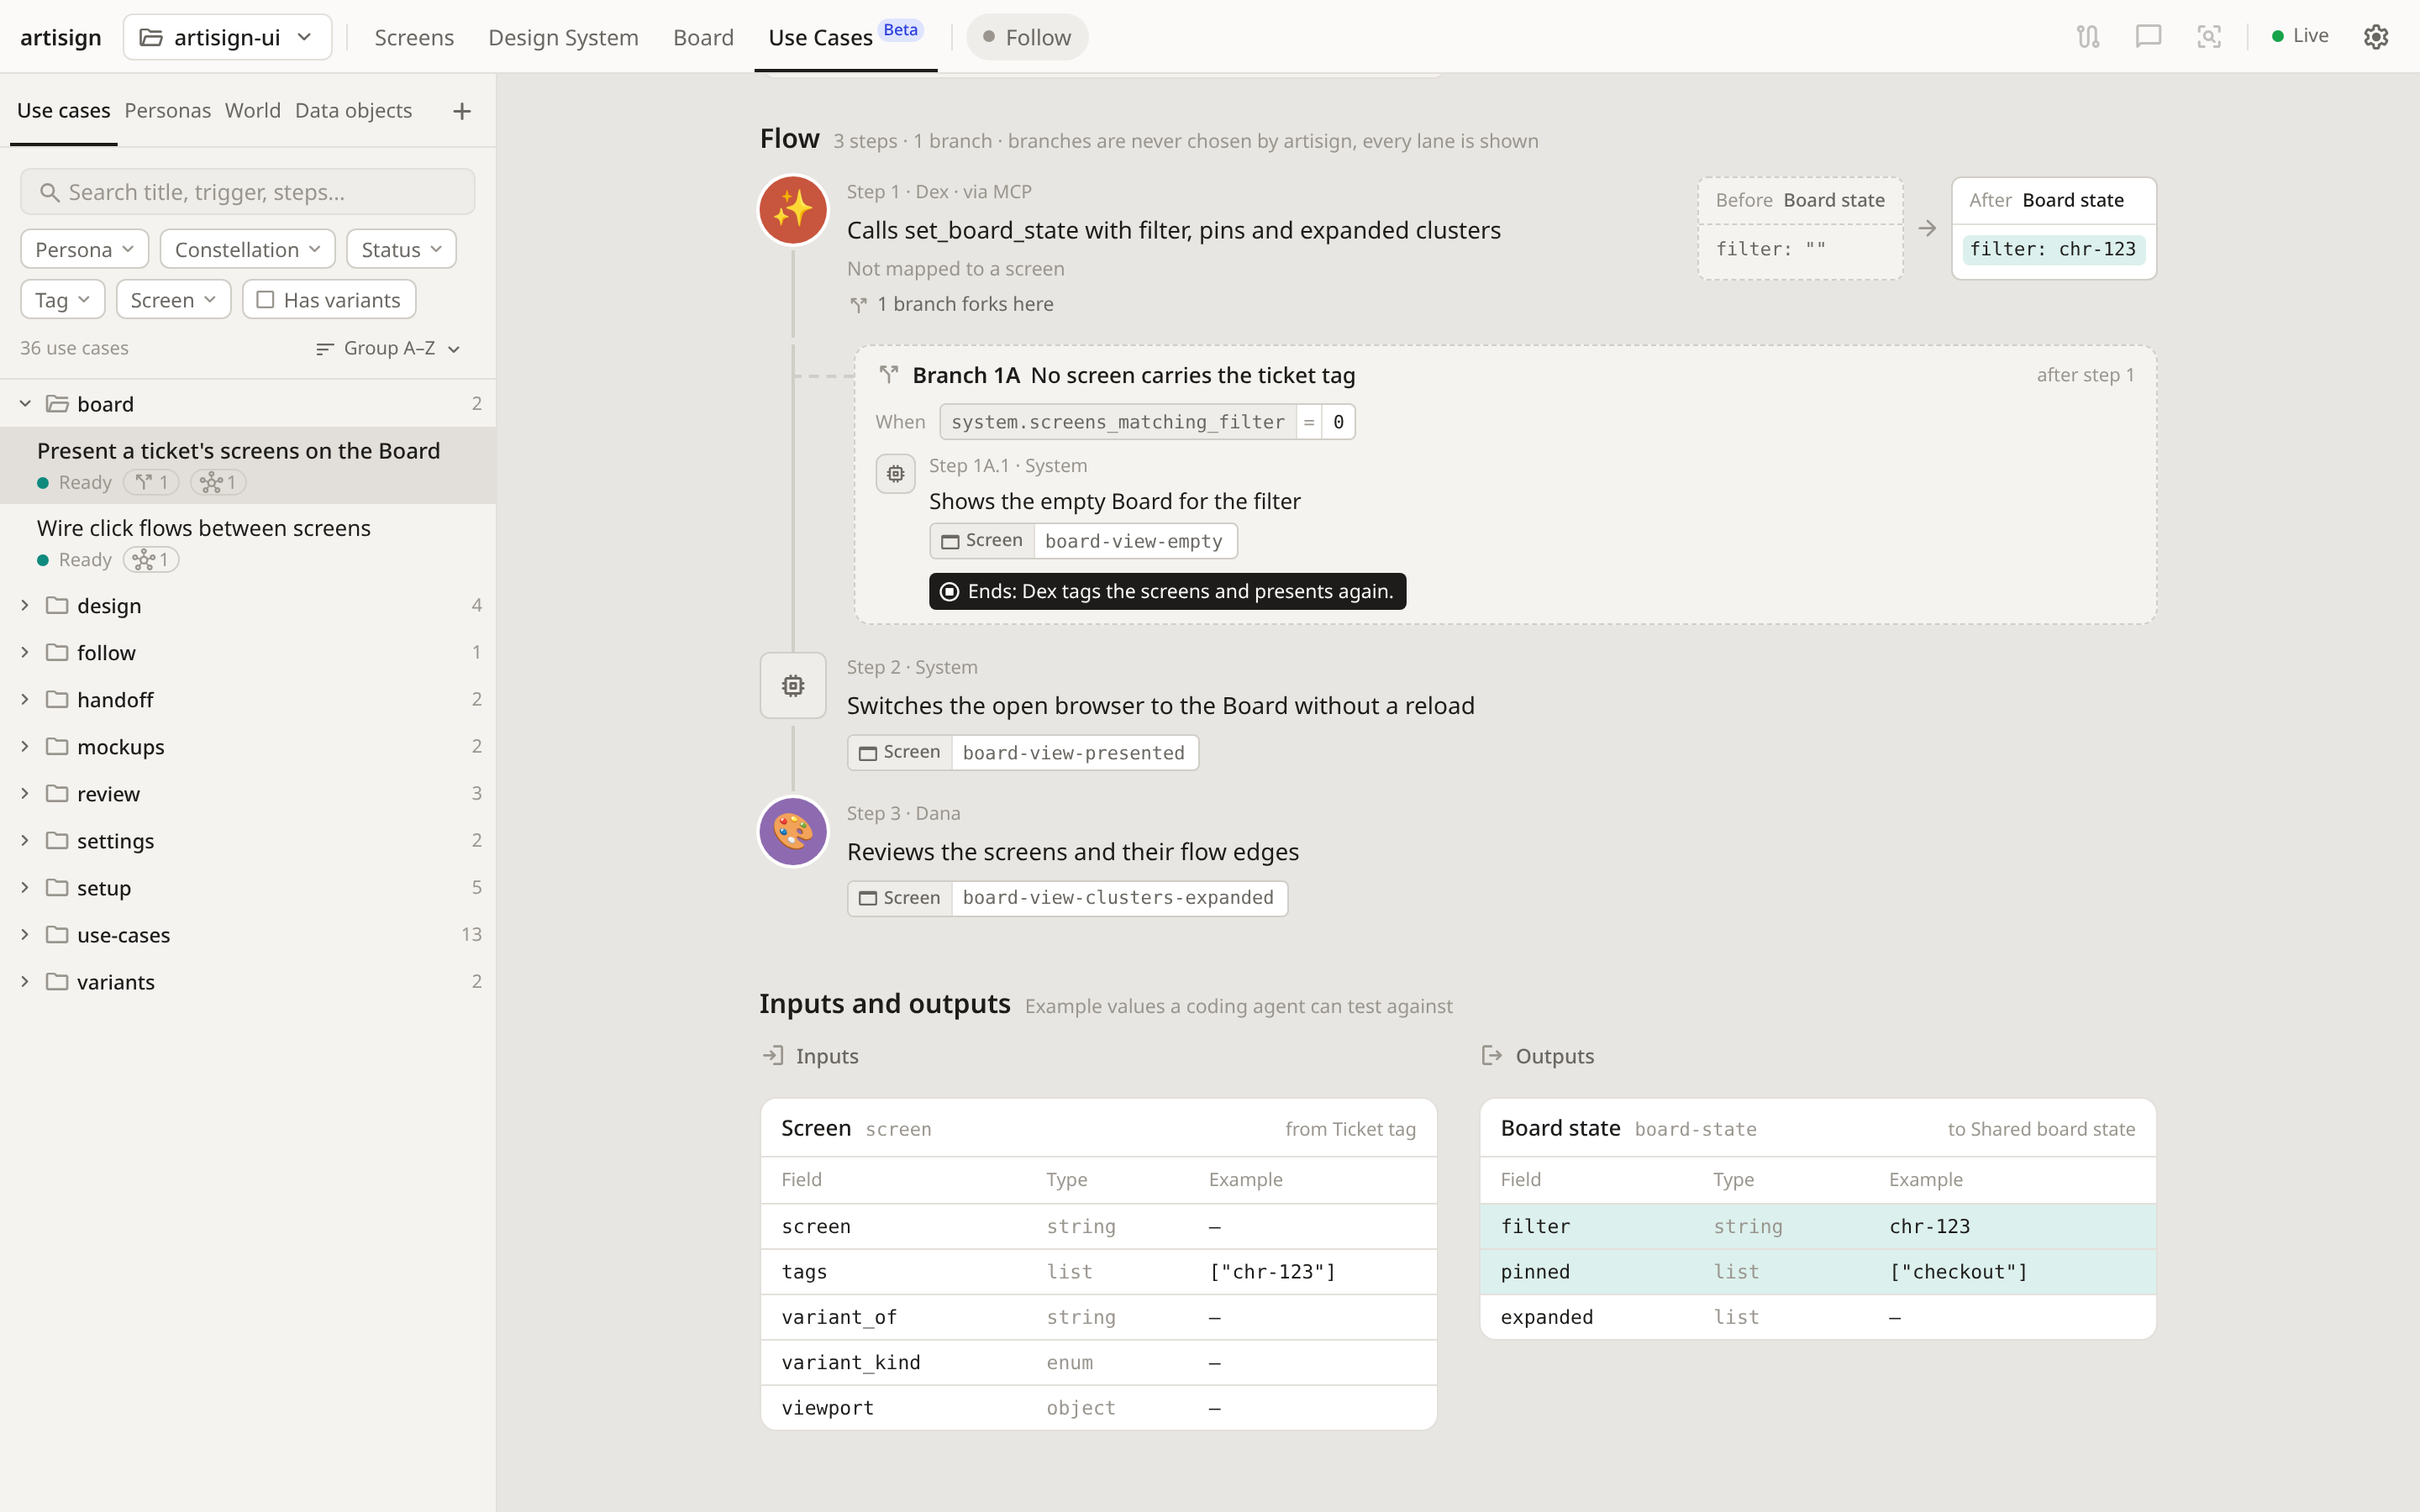 artisign artisign-ui Screens Design System Board Use Cases Beta Follow Live
Use cases Personas World Data objects
Search title, trigger, steps...
Persona Constellation Status
Tag Screen Has variants
36 use cases Group A–Z
board 2
Present a ticket's screens on the Board
Ready 1 1
Wire click flows between screens
Ready 1
design 4
follow 1
handoff 2
mockups 2
review 3
settings 2
setup 5
use-cases 13
variants 2
Flow 3 steps · 1 branch · branches are never chosen by artisign, every lane is shown
Step 1 · Dex · via MCP
Calls set_board_state with filter, pins and expanded clusters
Not mapped to a screen
1 branch forks here
Before Board state
filter: ""
After Board state
filter: chr-123
Branch 1A No screen carries the ticket tag after step 1
When system.screens_matching_filter = 0
Step 1A.1 · System
Shows the empty Board for the filter
Screen board-view-empty
Ends: Dex tags the screens and presents again.
Step 2 · System
Switches the open browser to the Board without a reload
Screen board-view-presented
Step 3 · Dana
Reviews the screens and their flow edges
Screen board-view-clusters-expanded
Inputs and outputs Example values a coding agent can test against
Inputs
Screen screen from Ticket tag
Field Type Example
screen string —
tags list ["chr-123"]
variant_of string —
variant_kind enum —
viewport object —
Outputs
Board state board-state to Shared board state
Field Type Example
filter string chr-123
pinned list ["checkout"]
expanded list —